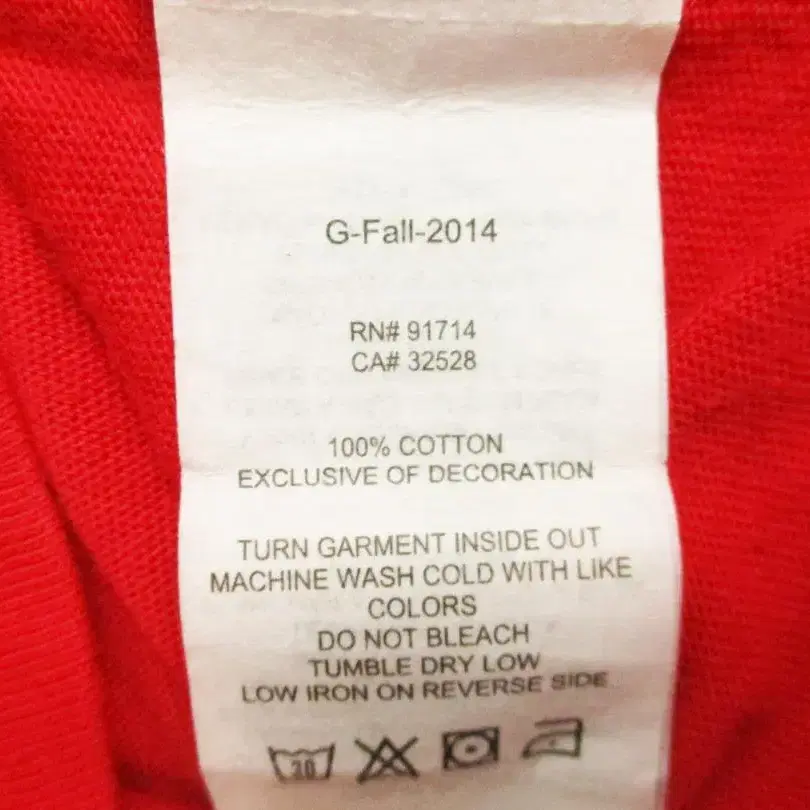 G-Fall-2014
RN# 91714
CA# 32528
100% COTTON
EXCLUSIVE OF DECORATION
TURN GARMENT INSIDE OUT
MACHINE WASH COLD WITH LIKE
COLORS
DO NOT BLEACH
TUMBLE DRY LOW
LOW IRON ON REVERSE SIDE
30